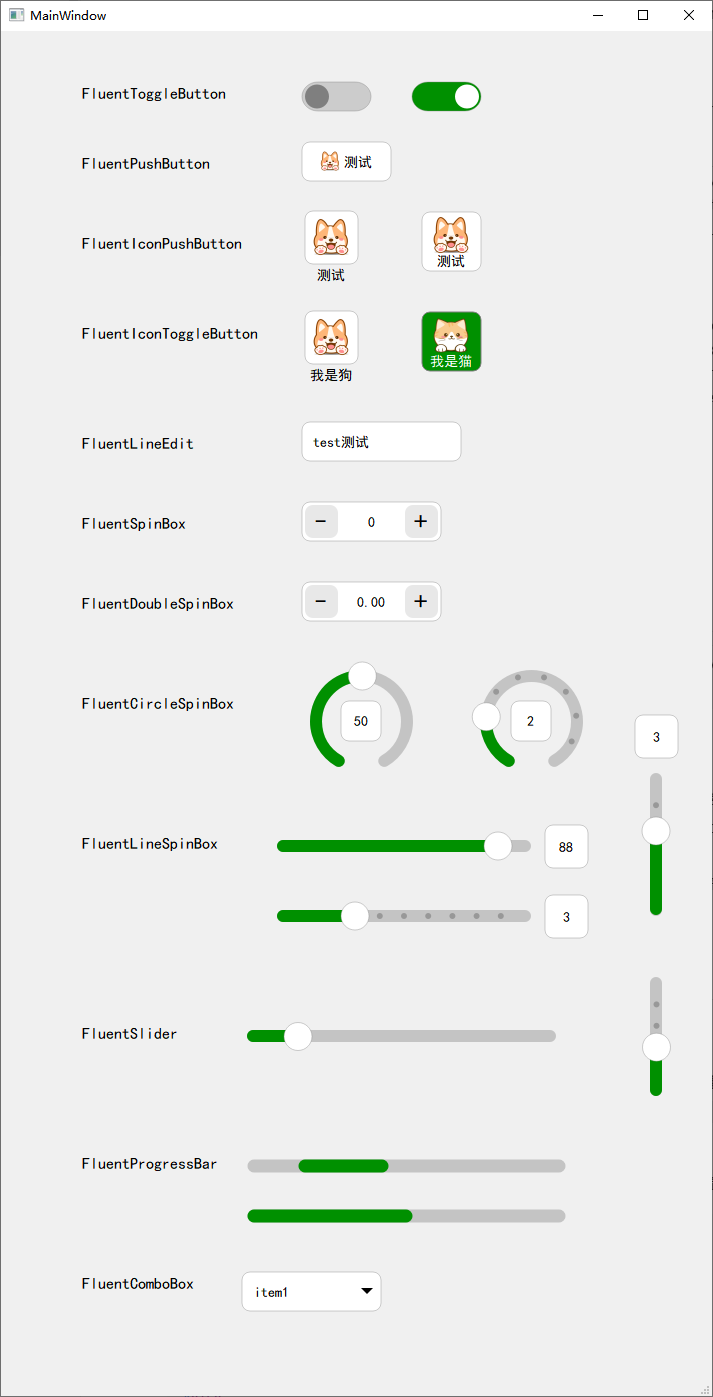 MainWindow
FluentToggleButton
FluentPushButton
测试
FluentIconPushButton
测试
测试
FluentIconToggleButton
我是狗
我是猫
FluentLineEdit
test测试
FluentSpinBox
− 0 +
FluentDoubleSpinBox
− 0.00 +
FluentCircleSpinBox
50
2
3
FluentLineSpinBox
88
3
FluentSlider
FluentProgressBar
FluentComboBox
item1